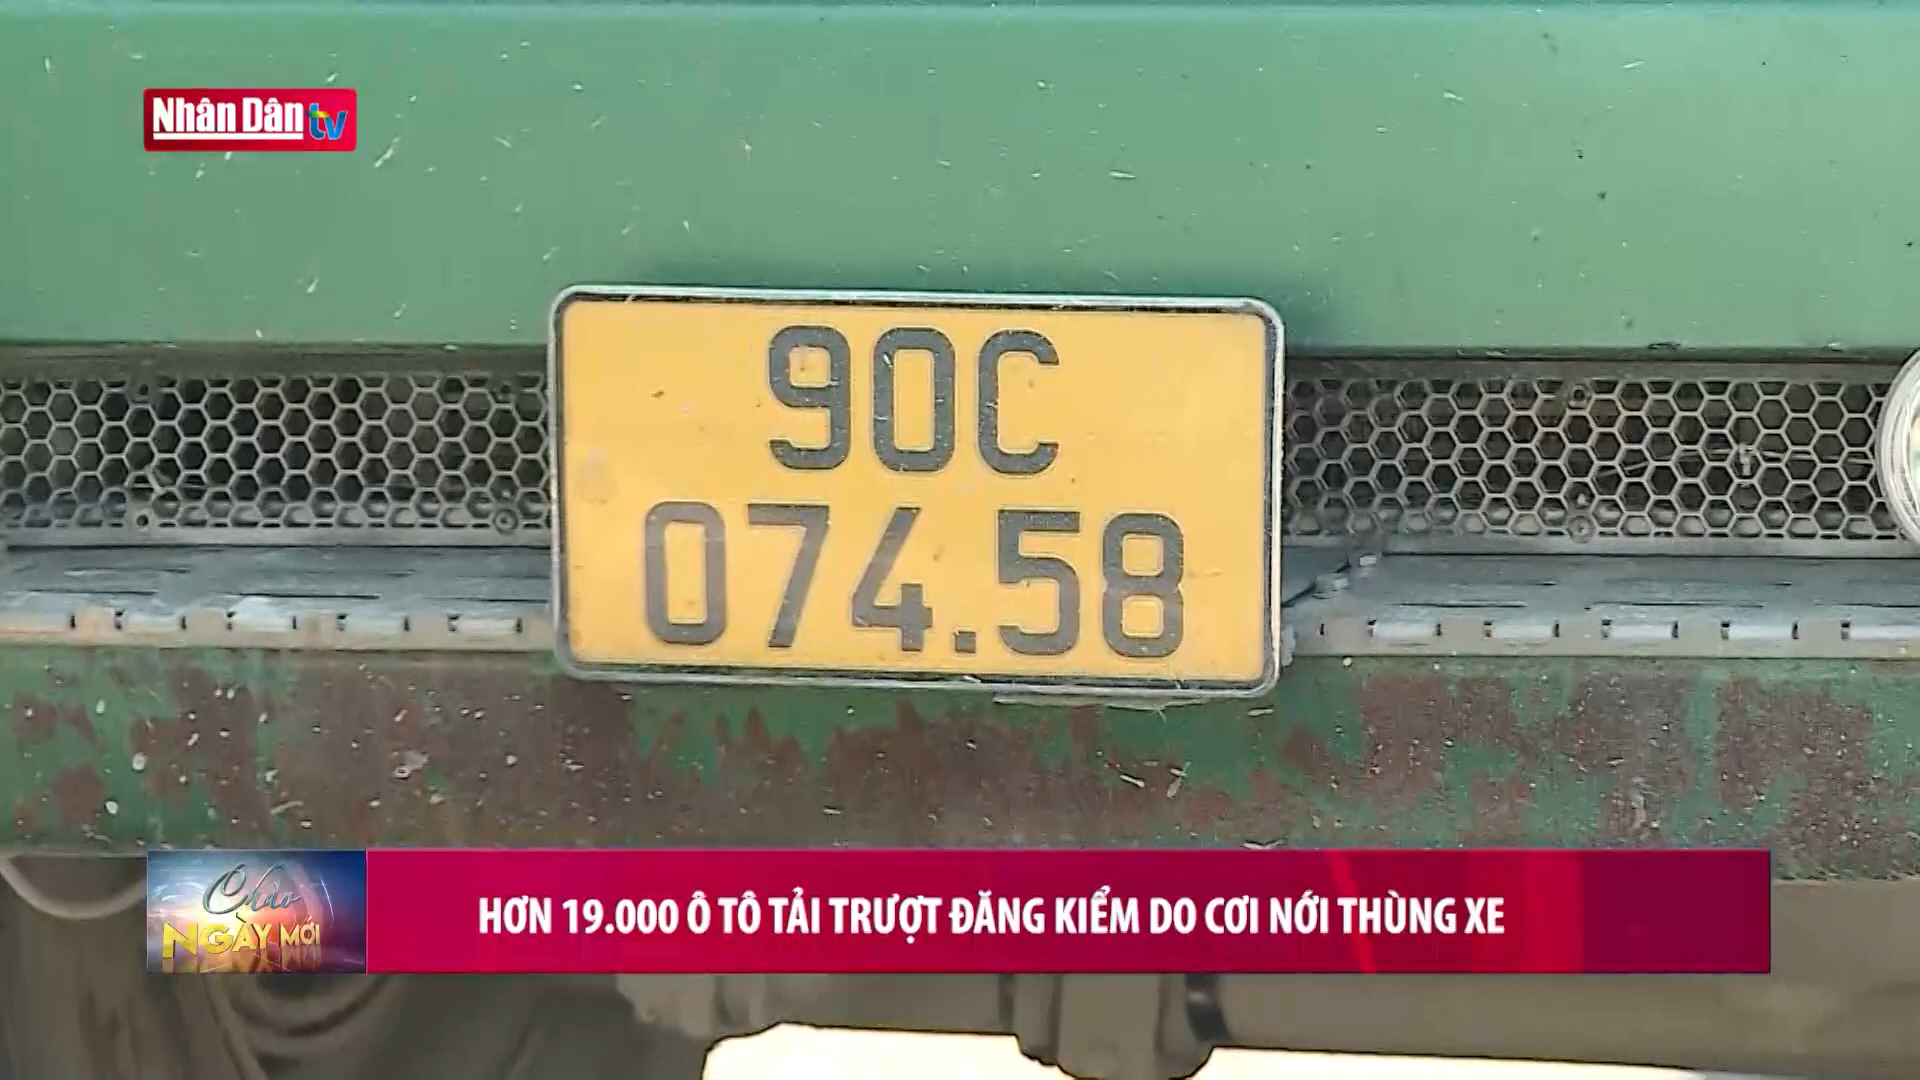 Nhân Dân tv
90C
074.58
Chào
NGÀY MỚI
HƠN 19.000 Ô TÔ TẢI TRƯỢT ĐĂNG KIỂM DO CƠI NỚI THÙNG XE